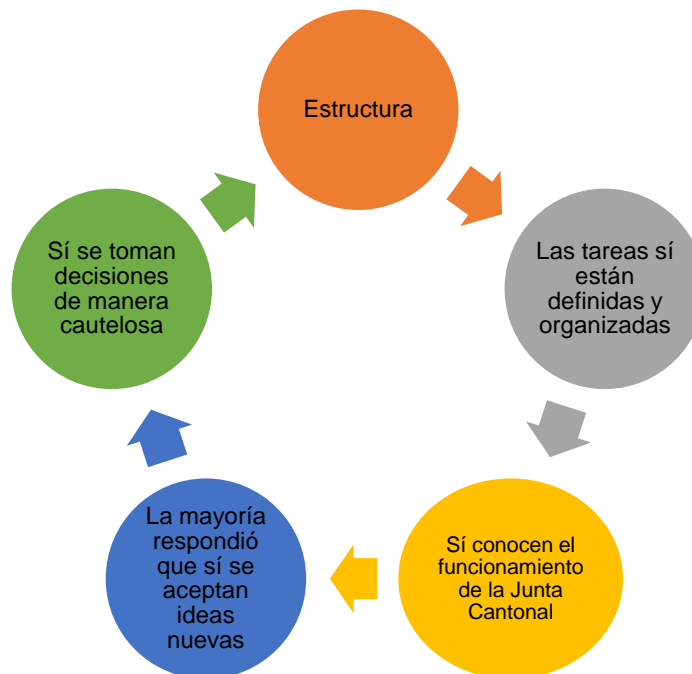 Estructura
Las tareas sí
están
definidas y
organizadas
Sí conocen el
funcionamiento
de la Junta
Cantonal
La mayoría
respondió
que sí se
aceptan
ideas
nuevas
Sí se toman
decisiones
de manera
cautelosa